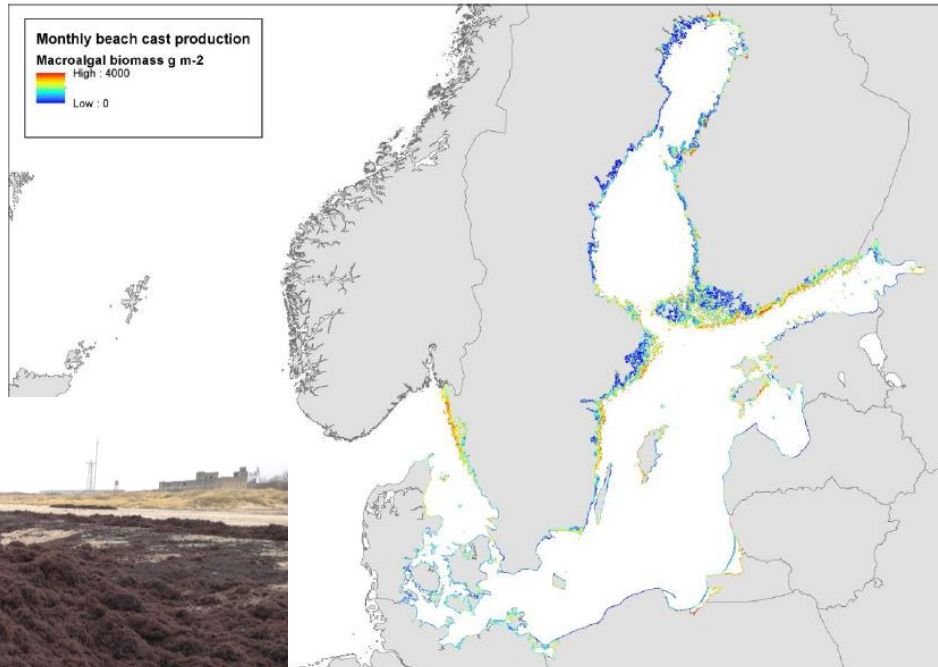 Monthly beach cast production
Macroalgal biomass g m-2
High : 4000
Low : 0